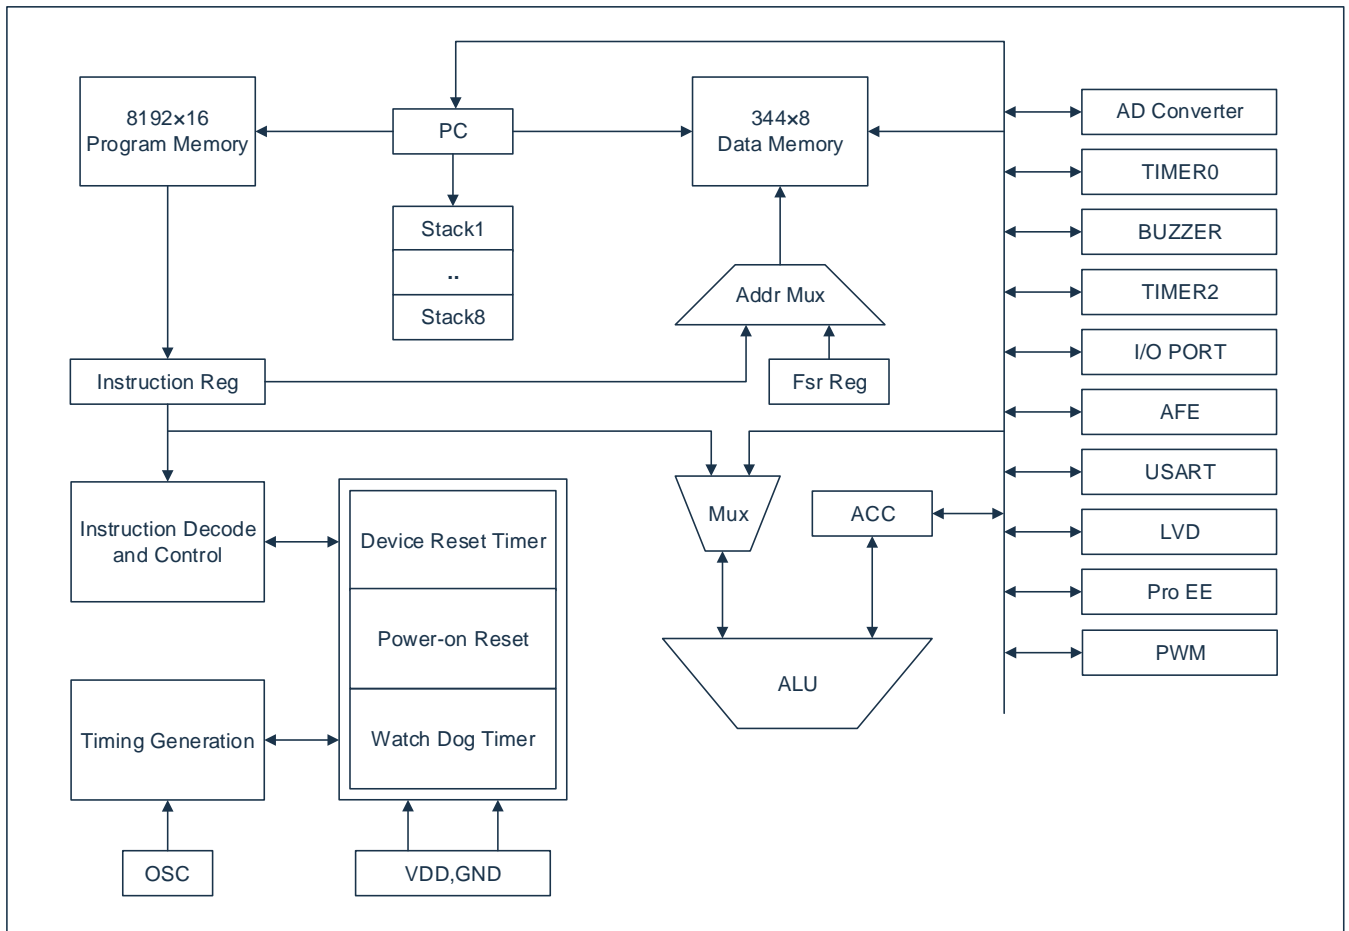 8192×16
Program Memory
PC
344×8
Data Memory
AD Converter
TIMER0
Stack1
BUZZER
..
Addr Mux
TIMER2
Stack8
I/O PORT
Instruction Reg
Fsr Reg
AFE
USART
Instruction Decode
and Control
Device Reset Timer
Mux
ACC
LVD
Pro EE
Power-on Reset
PWM
ALU
Timing Generation
Watch Dog Timer
OSC
VDD,GND